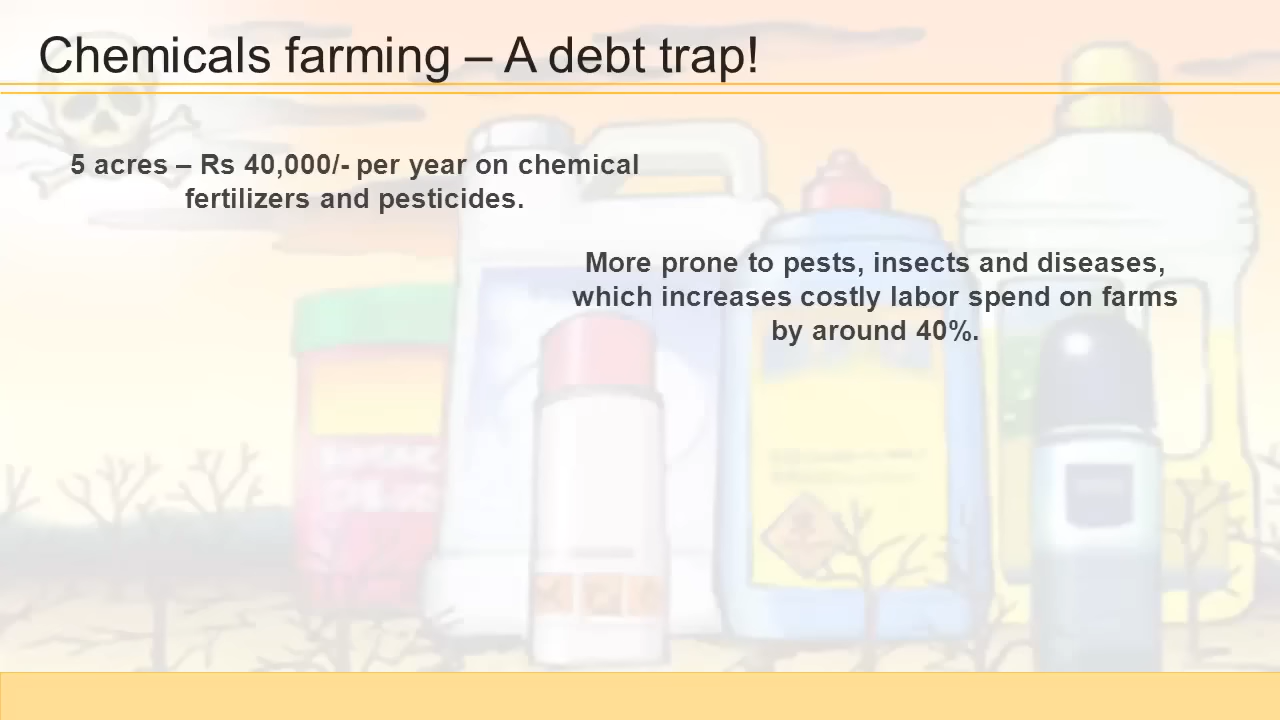 Chemicals farming – A debt trap!
5 acres – Rs 40,000/- per year on chemical
fertilizers and pesticides.
More prone to pests, insects and diseases,
which increases costly labor spend on farms
by around 40%.